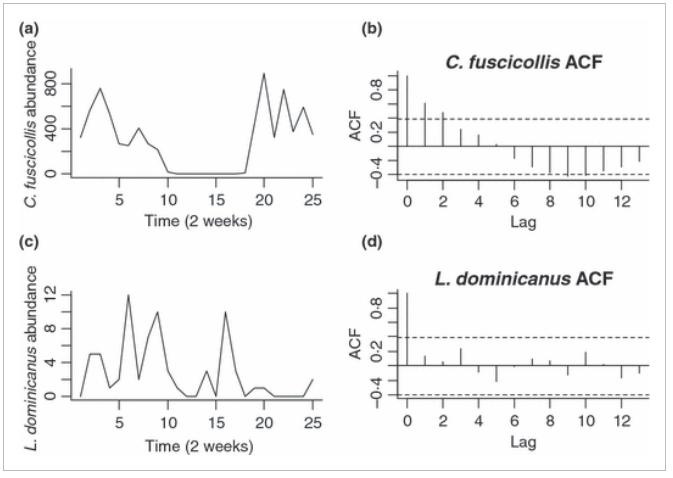 (a)
C. fuscicollis abundance
0 400 800
5 10 15 20 25
Time (2 weeks)
(b)
C. fuscicollis ACF
ACF
–0·4 0·2 0·8
0 2 4 6 8 10 12
Lag
(c)
L. dominicanus abundance
0 4 8 12
5 10 15 20 25
Time (2 weeks)
(d)
L. dominicanus ACF
ACF
–0·4 0·2 0·8
0 2 4 6 8 10 12
Lag